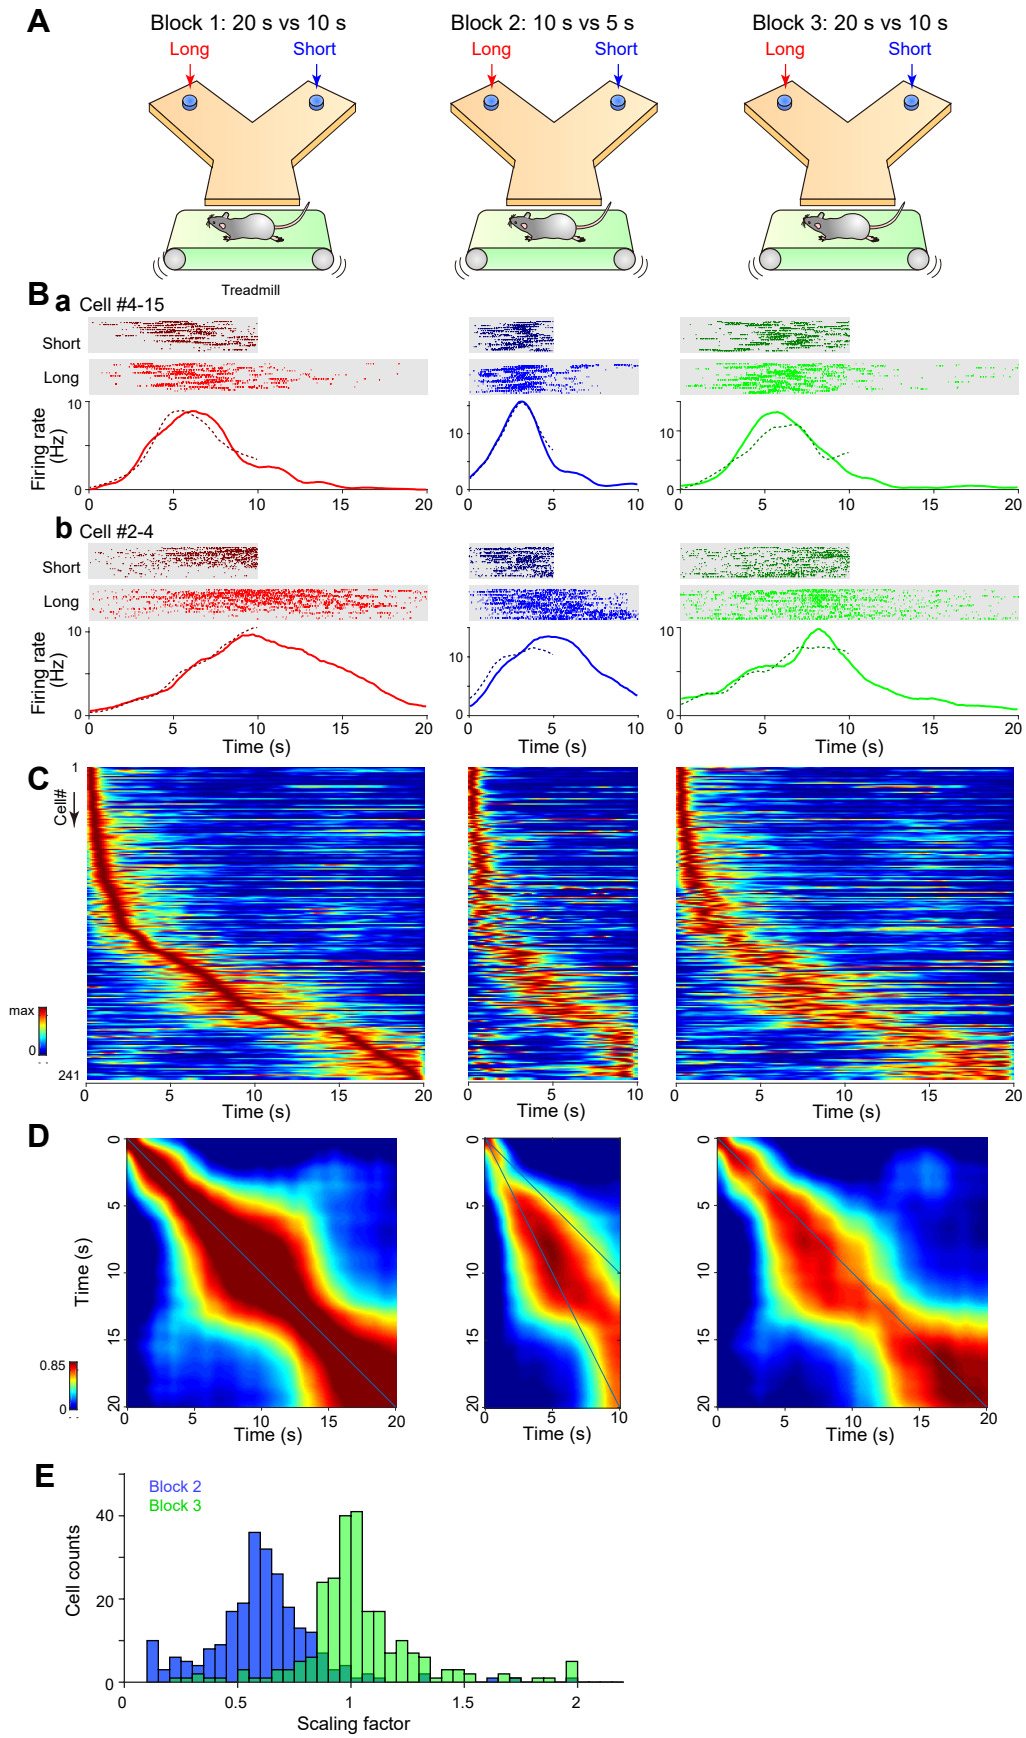 A
Block 1: 20 s vs 10 s
Block 2: 10 s vs 5 s
Block 3: 20 s vs 10 s
Long Short Long Short Long Short
Treadmill
B
a Cell #4-15
Short
Long
Firing rate (Hz)
10 0 10 0 10 5 0
0 5 10 15 20 0 5 10 0 5 10 15 20
b Cell #2-4
Short
Long
Firing rate (Hz)
10 5 0 10 0 10 5 0
0 5 10 15 20 0 5 10 0 5 10 15 20
Time (s) Time (s) Time (s)
C
1
Cell#
max
0
241
0 5 10 15 20 0 5 10 0 5 10 15 20
Time (s) Time (s) Time (s)
D
Time (s)
0 5 10 15 20 0 5 10 15 20 0 5 10 15 20
0.85
0
0 5 10 15 20 0 5 10 0 5 10 15 20
Time (s) Time (s) Time (s)
E
Block 2
Block 3
Cell counts
40
20
0
0 0.5 1 1.5 2
Scaling factor